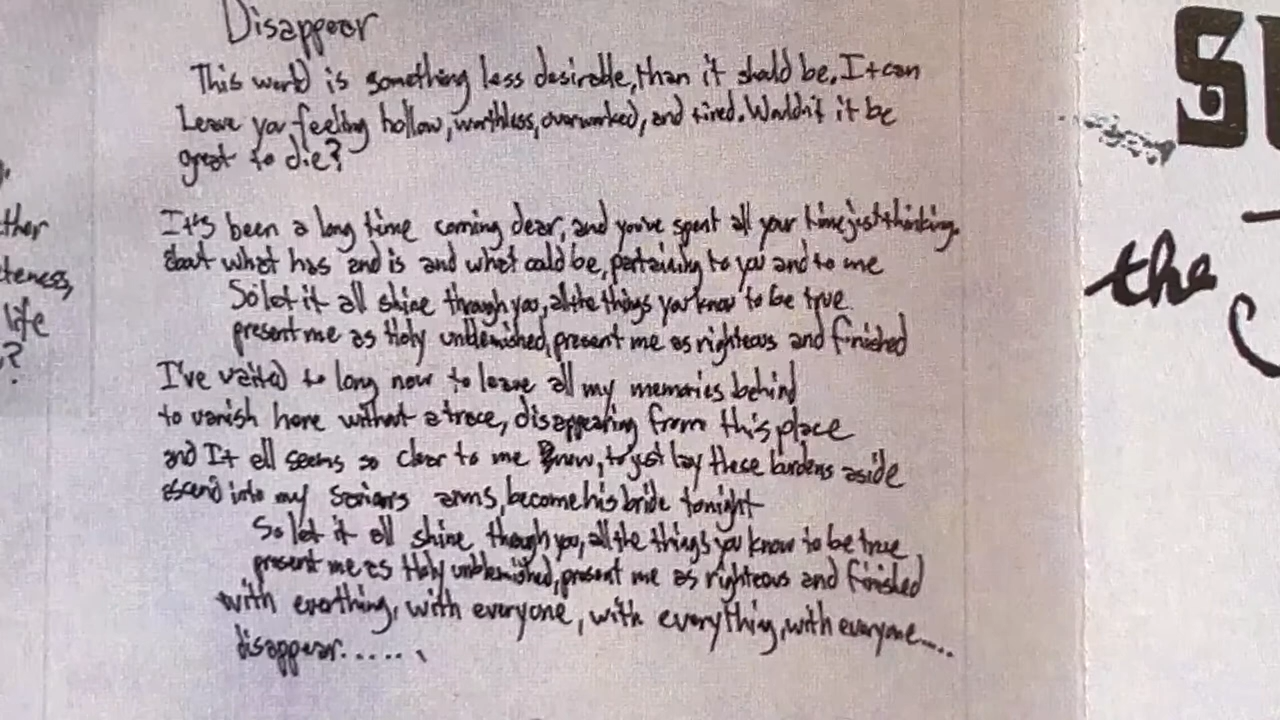 Disappear
This world is something less desirable, than it should be. It can
Leave you feeling hollow, worthless, overworked, and tired. Wouldn't it be
great to die?
It's been a long time coming dear, and you've spent all your time just thinking.
about what has and is and what could be, pertaining to you and to me
So let it all shine through you, all the things you know to be true.
present me as Holy unblemished, present me as righteous and finished
I've waited to long now to leave all my memories behind
to vanish here without a trace, disappearing from this place
and It all seems so clear to me know, to just lay these burdens aside
ascend into my Saviors arms, become his bride tonight
So let it all shine through you, all the things you know to be true
present me as Holy unblemished, present me as righteous and finished
with everthing, with everyone, with everything, with everyone.....
disappear......
ther
teness,
life
?
the